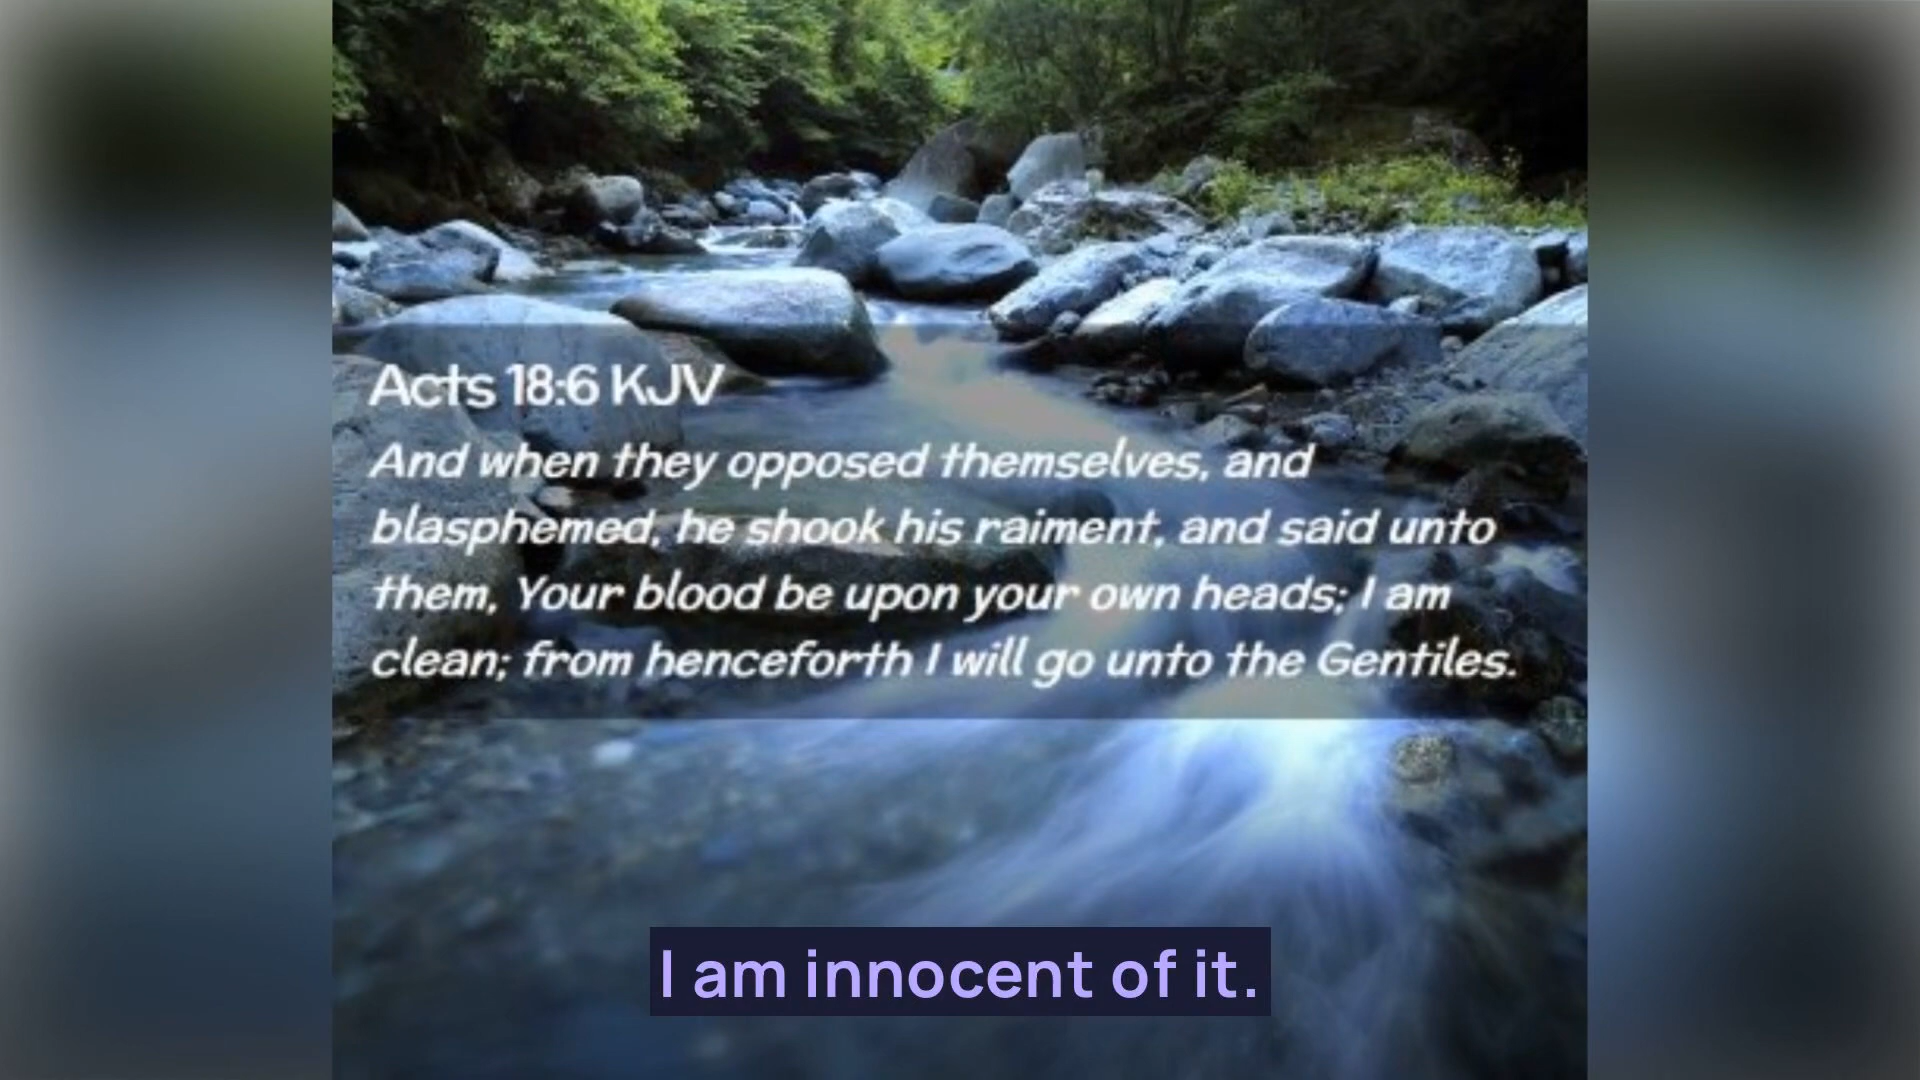 Acts 18:6 KJV
And when they opposed themselves, and
blasphemed, he shook his raiment, and said unto
them, Your blood be upon your own heads; I am
clean; from henceforth I will go unto the Gentiles.
I am innocent of it.